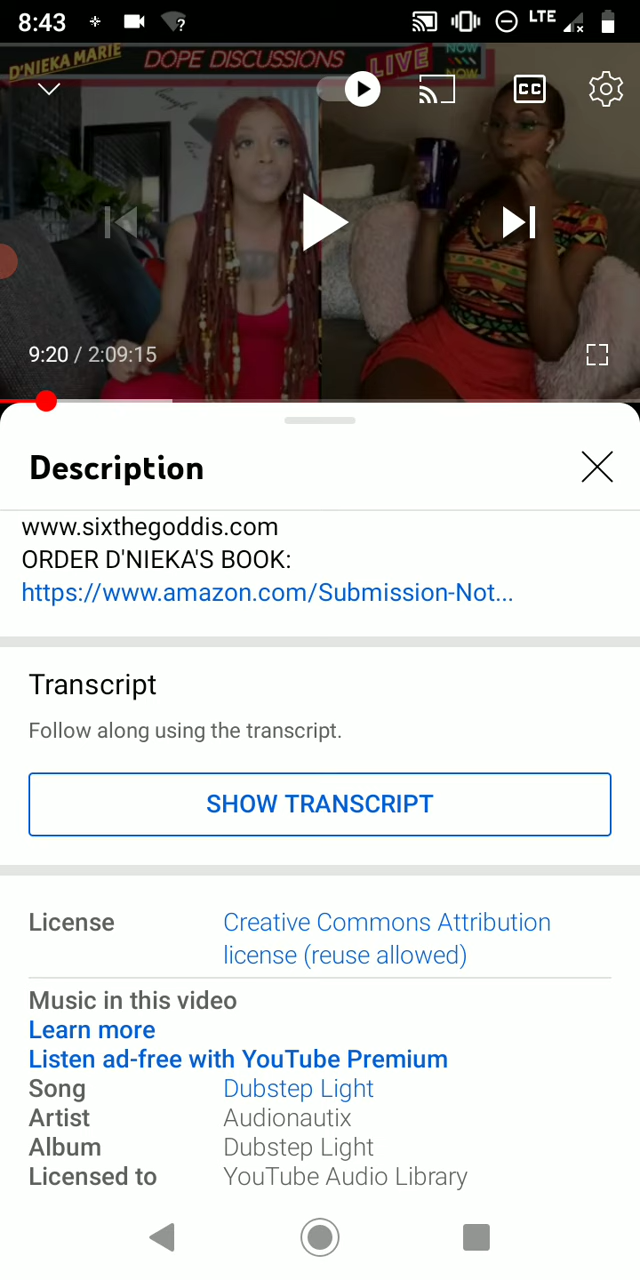 8:43
?
LTE
D'NIEKA MARIE
DOPE DISCUSSIONS
LIVE
NOW
NOW
CC
9:20 / 2:09:15
Description
www.sixthegoddis.com
ORDER D'NIEKA'S BOOK:
https://www.amazon.com/Submission-Not...
Transcript
Follow along using the transcript.
SHOW TRANSCRIPT
License
Creative Commons Attribution
license (reuse allowed)
Music in this video
Learn more
Listen ad-free with YouTube Premium
Song Dubstep Light
Artist Audionautix
Album Dubstep Light
Licensed to YouTube Audio Library